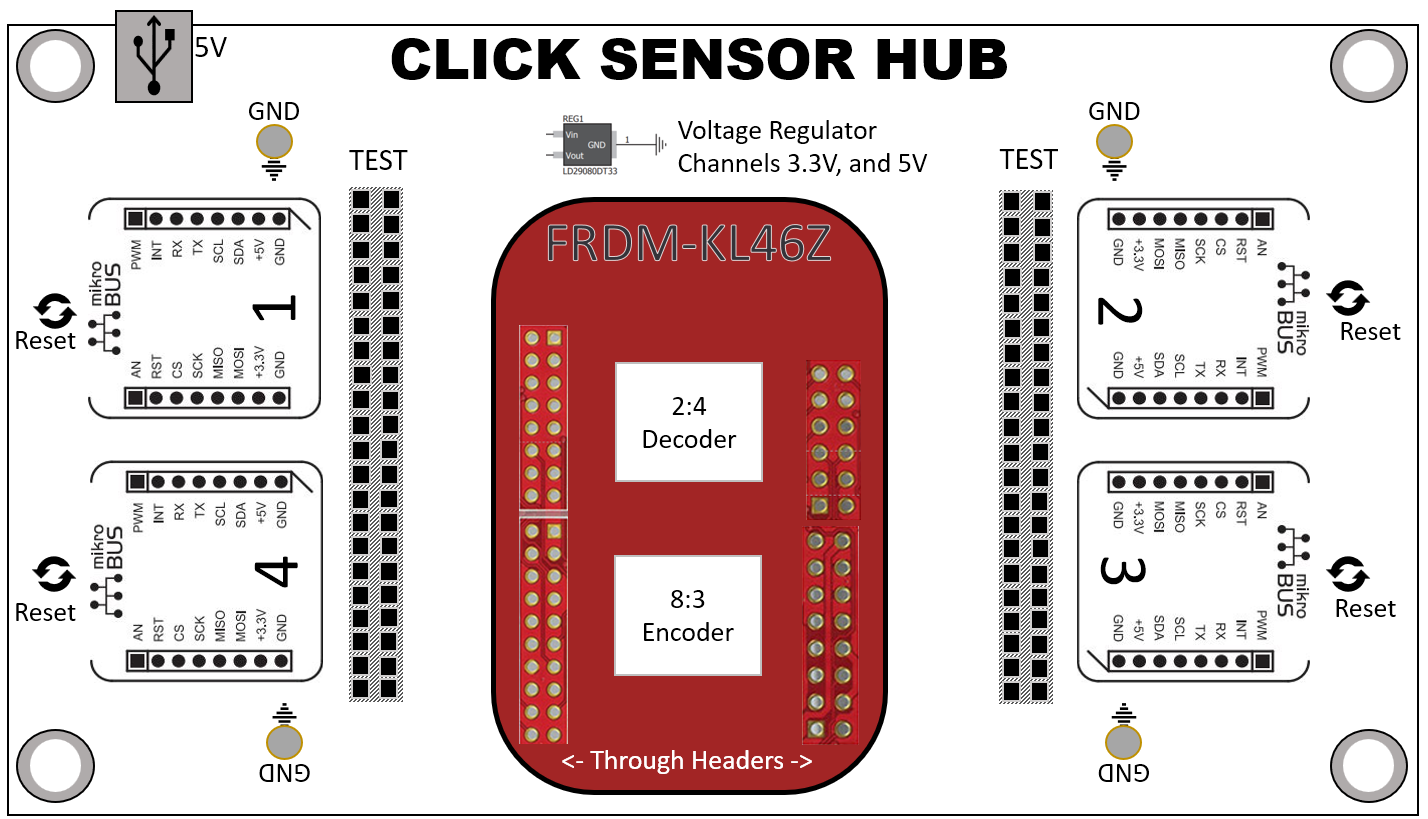 5V
CLICK SENSOR HUB
GND
GND
REG1
Vin
GND
Vout
1
LD29080DT33
Voltage Regulator
Channels 3.3V, and 5V
TEST
TEST
FRDM-KL46Z
PWM INT RX TX SCL SDA +5V GND
mikro
BUS
1
Reset
AN RST CS SCK MISO MOSI +3.3V GND
GND +3.3V MOSI MISO SCK CS RST AN
2
mikro
BUS
Reset
GND +5V SDA SCL TX RX INT PWM
2:4
Decoder
PWM INT RX TX SCL SDA +5V GND
mikro
BUS
4
Reset
AN RST CS SCK MISO MOSI +3.3V GND
8:3
Encoder
GND +3.3V MOSI MISO SCK CS RST AN
3
mikro
BUS
Reset
GND +5V SDA SCL TX RX INT PWM
<- Through Headers ->
GND
GND